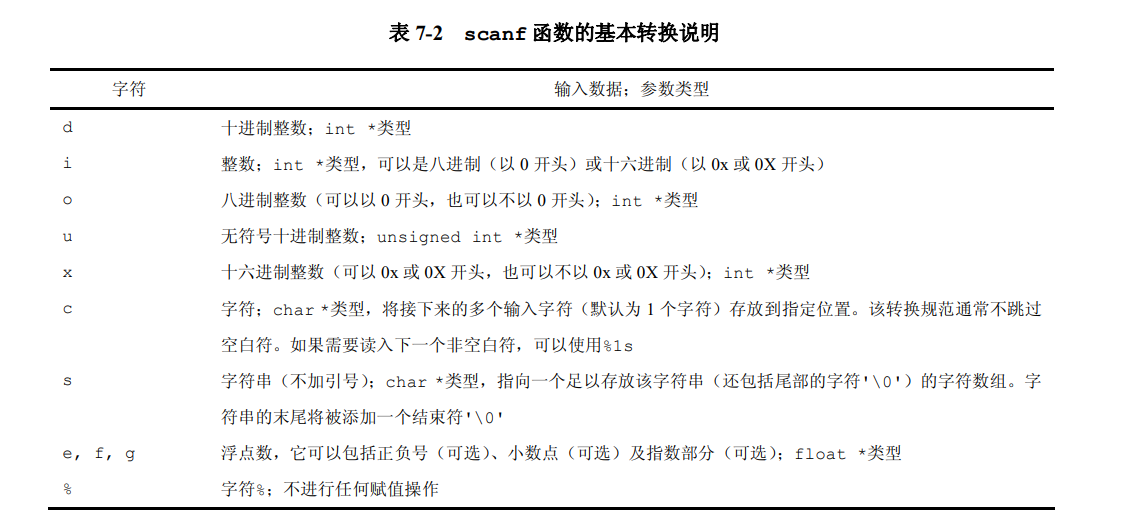 表 7-2 scanf 函数的基本转换说明
字符 输入数据；参数类型
d 十进制整数；int *类型
i 整数；int *类型，可以是八进制（以 0 开头）或十六进制（以 0x 或 0X 开头）
o 八进制整数（可以以 0 开头，也可以不以 0 开头）；int *类型
u 无符号十进制整数；unsigned int *类型
x 十六进制整数（可以 0x 或 0X 开头，也可以不以 0x 或 0X 开头）；int *类型
c 字符；char *类型，将接下来的多个输入字符（默认为 1 个字符）存放到指定位置。该转换规范通常不跳过
空白符。如果需要读入下一个非空白符，可以使用%1s
s 字符串（不加引号）；char *类型，指向一个足以存放该字符串（还包括尾部的字符'\0'）的字符数组。字
符串的末尾将被添加一个结束符'\0'
e, f, g 浮点数，它可以包括正负号（可选）、小数点（可选）及指数部分（可选）；float *类型
% 字符%；不进行任何赋值操作